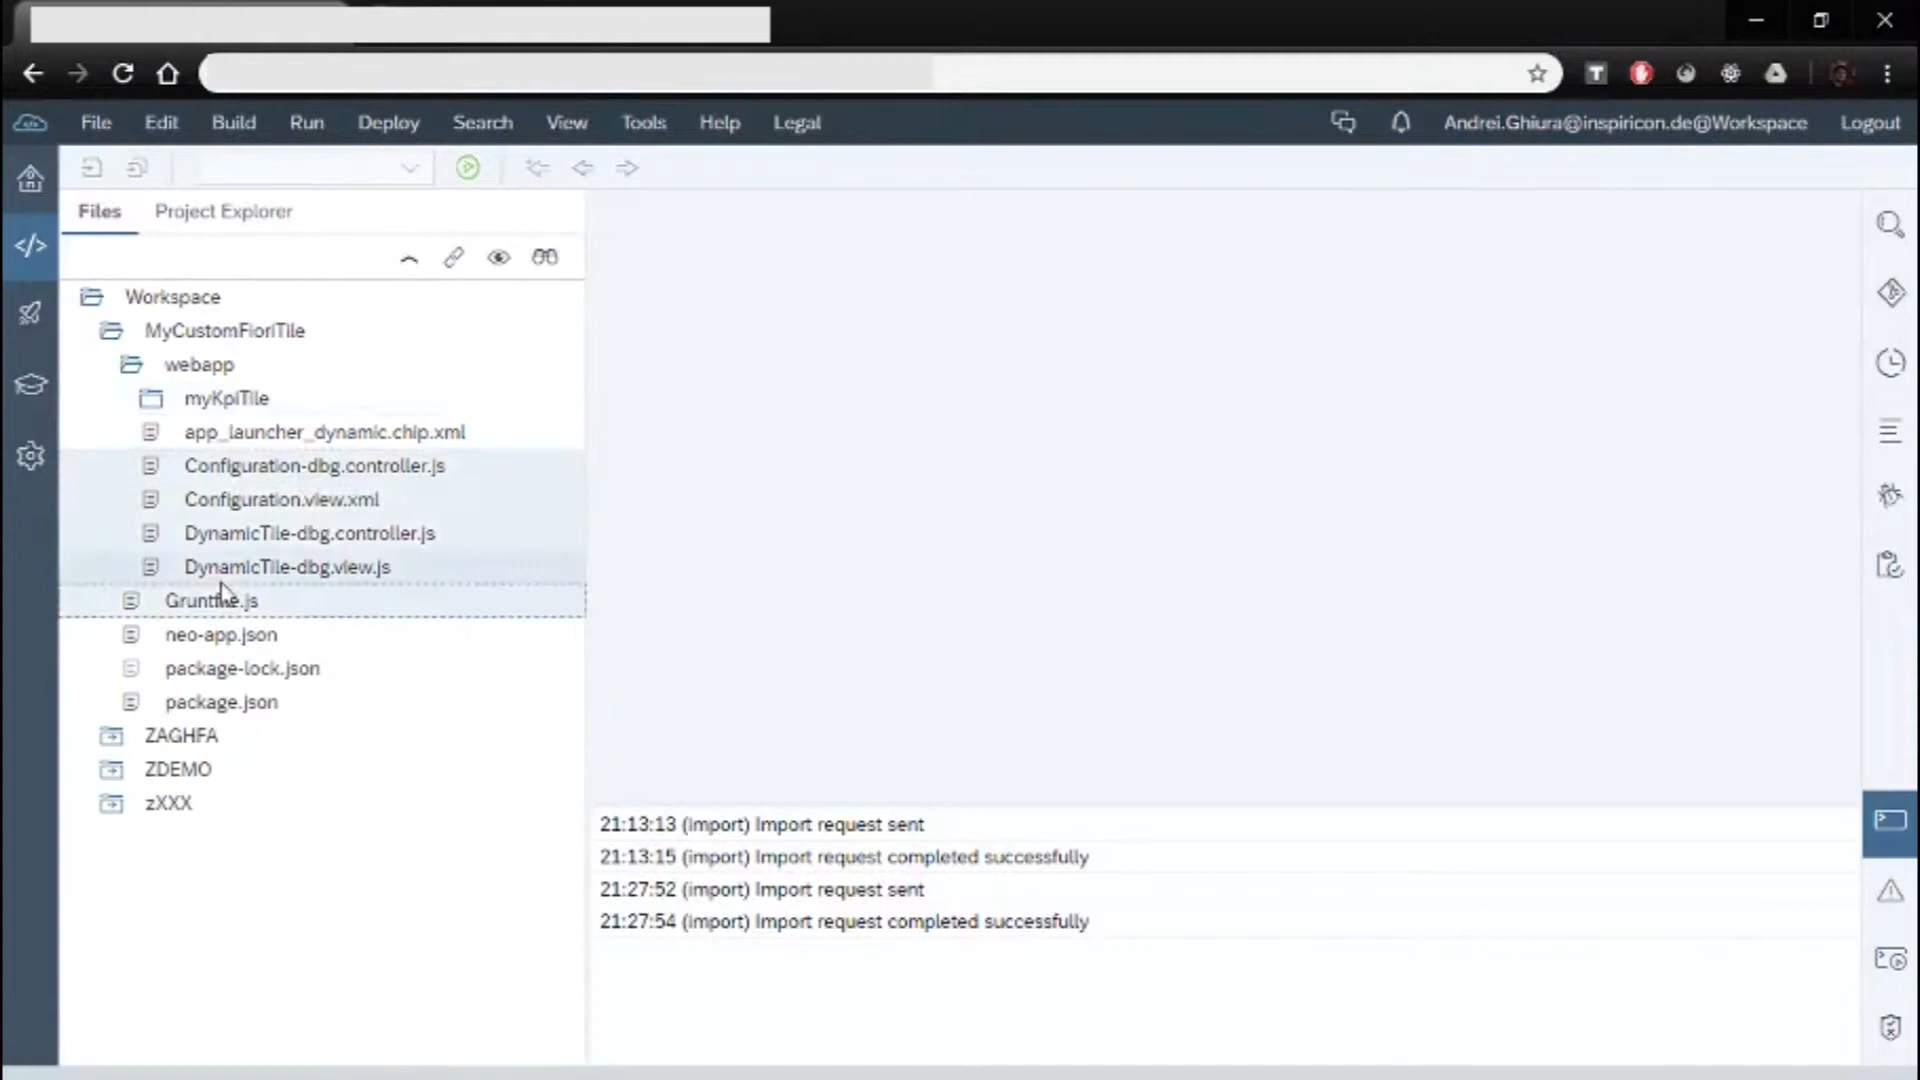 File Edit Build Run Deploy Search View Tools Help Legal Andrei.Ghiura@inspiricon.de@Workspace Logout
Files Project Explorer
Workspace
MyCustomFioriTile
webapp
myKpiTile
app_launcher_dynamic.chip.xml
Configuration-dbg.controller.js
Configuration.view.xml
DynamicTile-dbg.controller.js
DynamicTile-dbg.view.js
Gruntfile.js
neo-app.json
package-lock.json
package.json
ZAGHFA
ZDEMO
zXXX
21:13:13 (import) Import request sent
21:13:15 (import) Import request completed successfully
21:27:52 (import) Import request sent
21:27:54 (import) Import request completed successfully